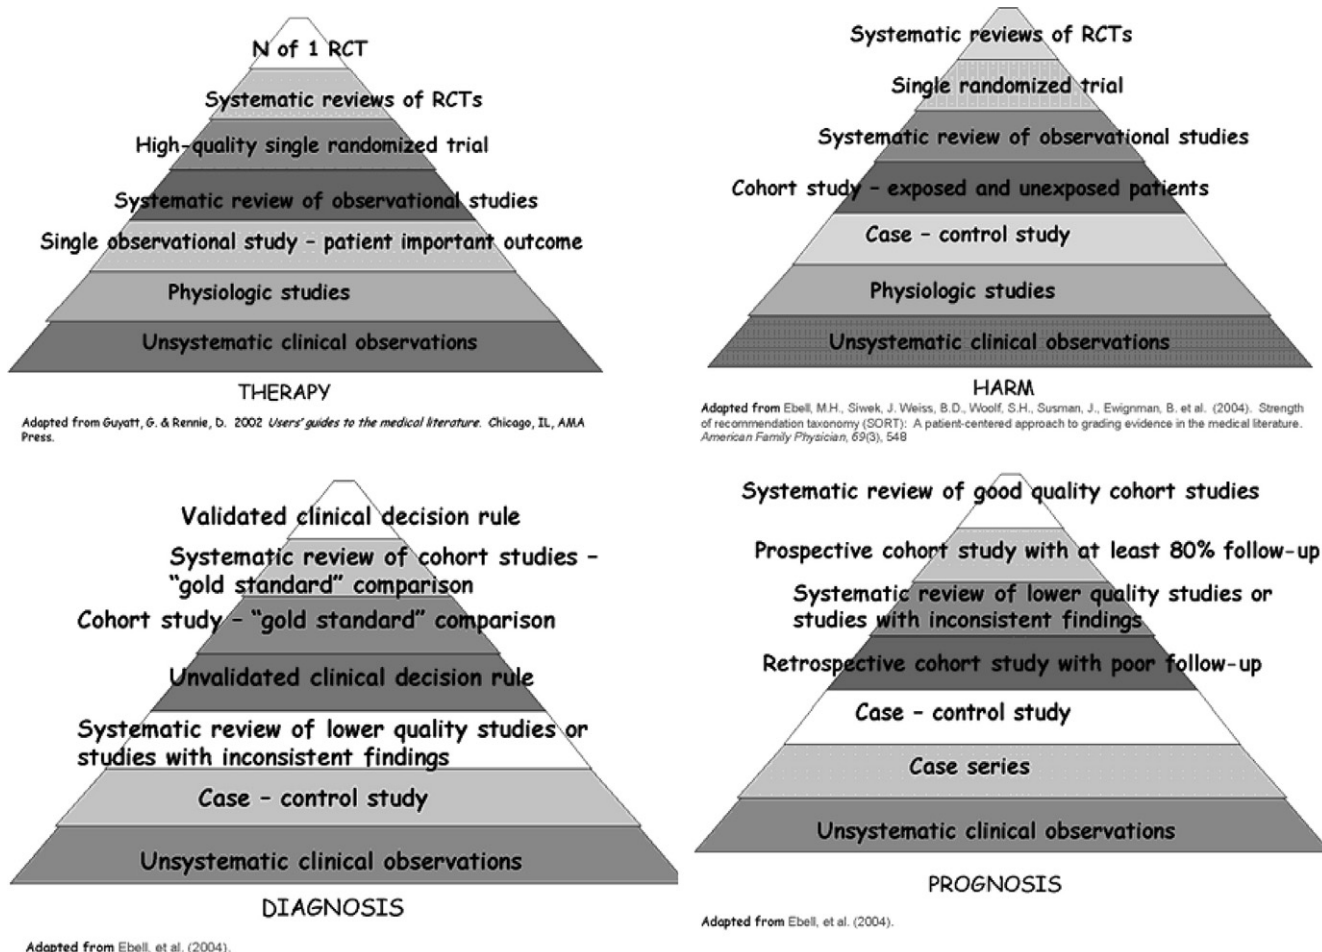 N of 1 RCT
Systematic reviews of RCTs
High-quality single randomized trial
Systematic review of observational studies
Single observational study – patient important outcome
Physiologic studies
Unsystematic clinical observations
THERAPY
Adapted from Guyatt, G. & Rennie, D. 2002 Users' guides to the medical literature. Chicago, IL, AMA
Press.
Systematic reviews of RCTs
Single randomized trial
Systematic review of observational studies
Cohort study – exposed and unexposed patients
Case – control study
Physiologic studies
Unsystematic clinical observations
HARM
Adapted from Ebell, M.H., Siwek, J. Weiss, B.D., Woolf, S.H., Susman, J., Ewignman, B. et al. (2004). Strength
of recommendation taxonomy (SORT): A patient-centered approach to grading evidence in the medical literature.
American Family Physician, 69(3), 548
Validated clinical decision rule
Systematic review of cohort studies –
“gold standard” comparison
Cohort study – “gold standard” comparison
Unvalidated clinical decision rule
Systematic review of lower quality studies or
studies with inconsistent findings
Case – control study
Unsystematic clinical observations
DIAGNOSIS
Adapted from Ebell, et al. (2004).
Systematic review of good quality cohort studies
Prospective cohort study with at least 80% follow-up
Systematic review of lower quality studies or
studies with inconsistent findings
Retrospective cohort study with poor follow-up
Case – control study
Case series
Unsystematic clinical observations
PROGNOSIS
Adapted from Ebell, et al. (2004).